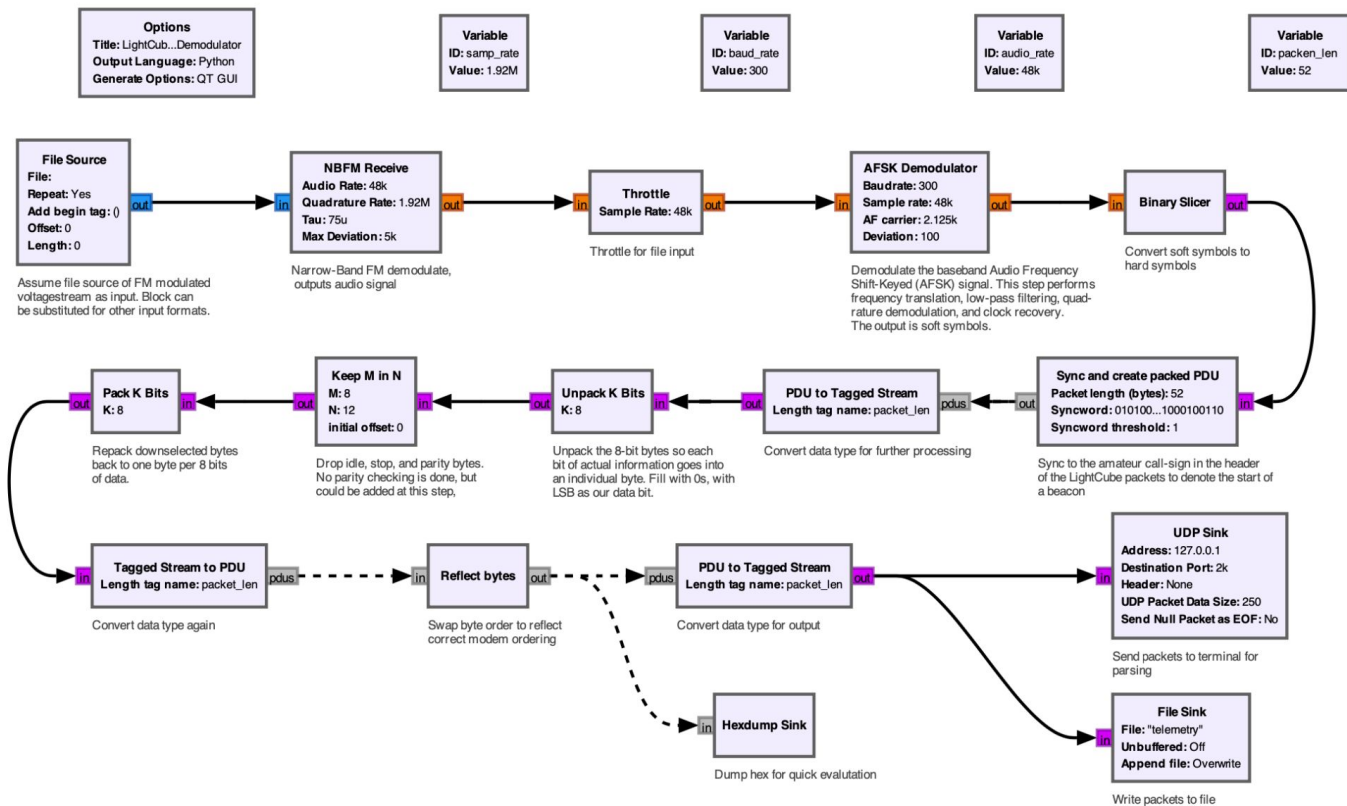 Options
Title: LightCub...Demodulator
Output Language: Python
Generate Options: QT GUI
Variable
ID: samp_rate
Value: 1.92M
Variable
ID: baud_rate
Value: 300
Variable
ID: audio_rate
Value: 48k
Variable
ID: packen_len
Value: 52
File Source
File:
Repeat: Yes
Add begin tag: ()
Offset: 0
Length: 0
out
Assume file source of FM modulated
voltagestream as input. Block can
be substituted for other input formats.
in
NBFM Receive
Audio Rate: 48k
Quadrature Rate: 1.92M
Tau: 75u
Max Deviation: 5k
out
Narrow-Band FM demodulate,
outputs audio signal
in
Throttle
Sample Rate: 48k
out
Throttle for file input
in
AFSK Demodulator
Baudrate: 300
Sample rate: 48k
AF carrier: 2.125k
Deviation: 100
out
Demodulate the baseband Audio Frequency
Shift-Keyed (AFSK) signal. This step performs
frequency translation, low-pass filtering, quad-
rature demodulation, and clock recovery.
The output is soft symbols.
in
Binary Slicer
out
Convert soft symbols to
hard symbols
out
Pack K Bits
K: 8
in
Repack downselected bytes
back to one byte per 8 bits
of data.
out
Keep M in N
M: 8
N: 12
initial offset: 0
in
Drop idle, stop, and parity bytes.
No parity checking is done, but
could be added at this step,
out
Unpack K Bits
K: 8
in
Unpack the 8-bit bytes so each
bit of actual information goes into
an individual byte. Fill with 0s, with
LSB as our data bit.
out
PDU to Tagged Stream
Length tag name: packet_len
pdus
Convert data type for further processing
out
Sync and create packed PDU
Packet length (bytes): 52
Syncword: 010100...1000100110
Syncword threshold: 1
in
Sync to the amateur call-sign in the header
of the LightCube packets to denote the start of
a beacon
in
Tagged Stream to PDU
Length tag name: packet_len
pdus
Convert data type again
in
Reflect bytes
out
Swap byte order to reflect
correct modem ordering
pdus
PDU to Tagged Stream
Length tag name: packet_len
out
Convert data type for output
in
UDP Sink
Address: 127.0.0.1
Destination Port: 2k
Header: None
UDP Packet Data Size: 250
Send Null Packet as EOF: No
Send packets to terminal for
parsing
in
Hexdump Sink
Dump hex for quick evalutation
in
File Sink
File: "telemetry"
Unbuffered: Off
Append file: Overwrite
Write packets to file